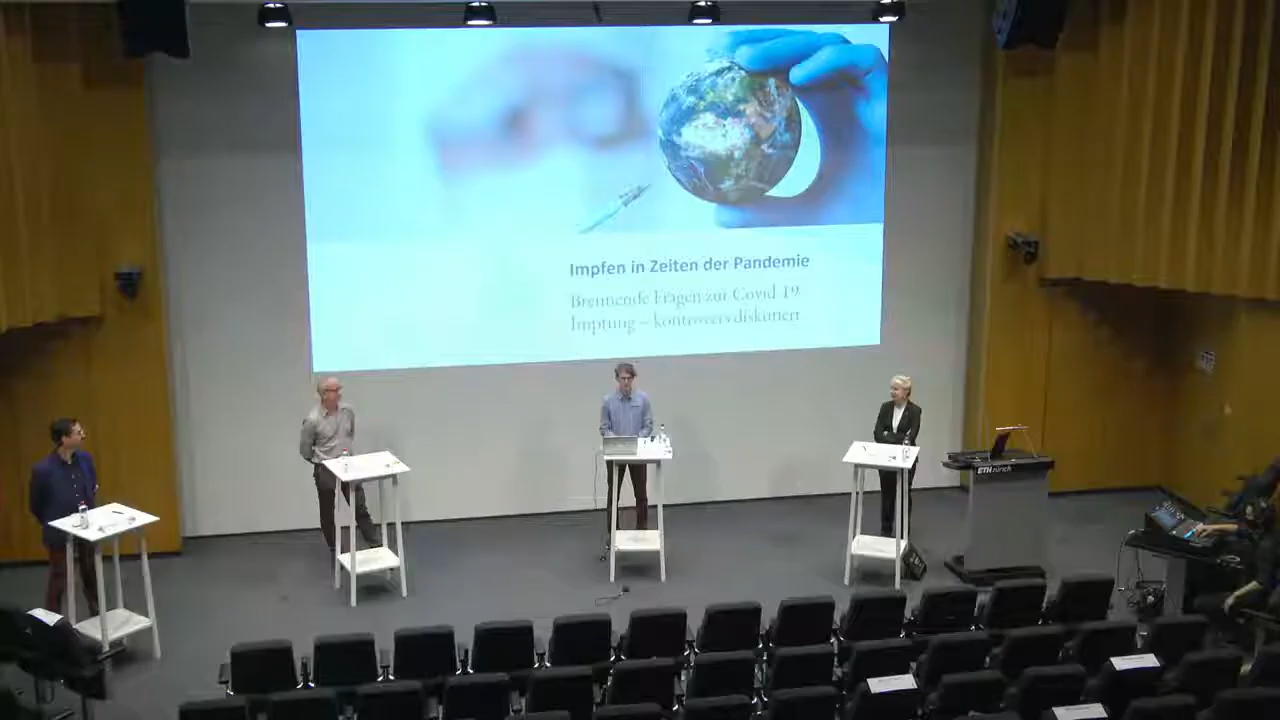 Impfen in Zeiten der Pandemie
Brennende Fragen zur Covid 19
Impfung – kontrovers diskutiert
ETH zürich